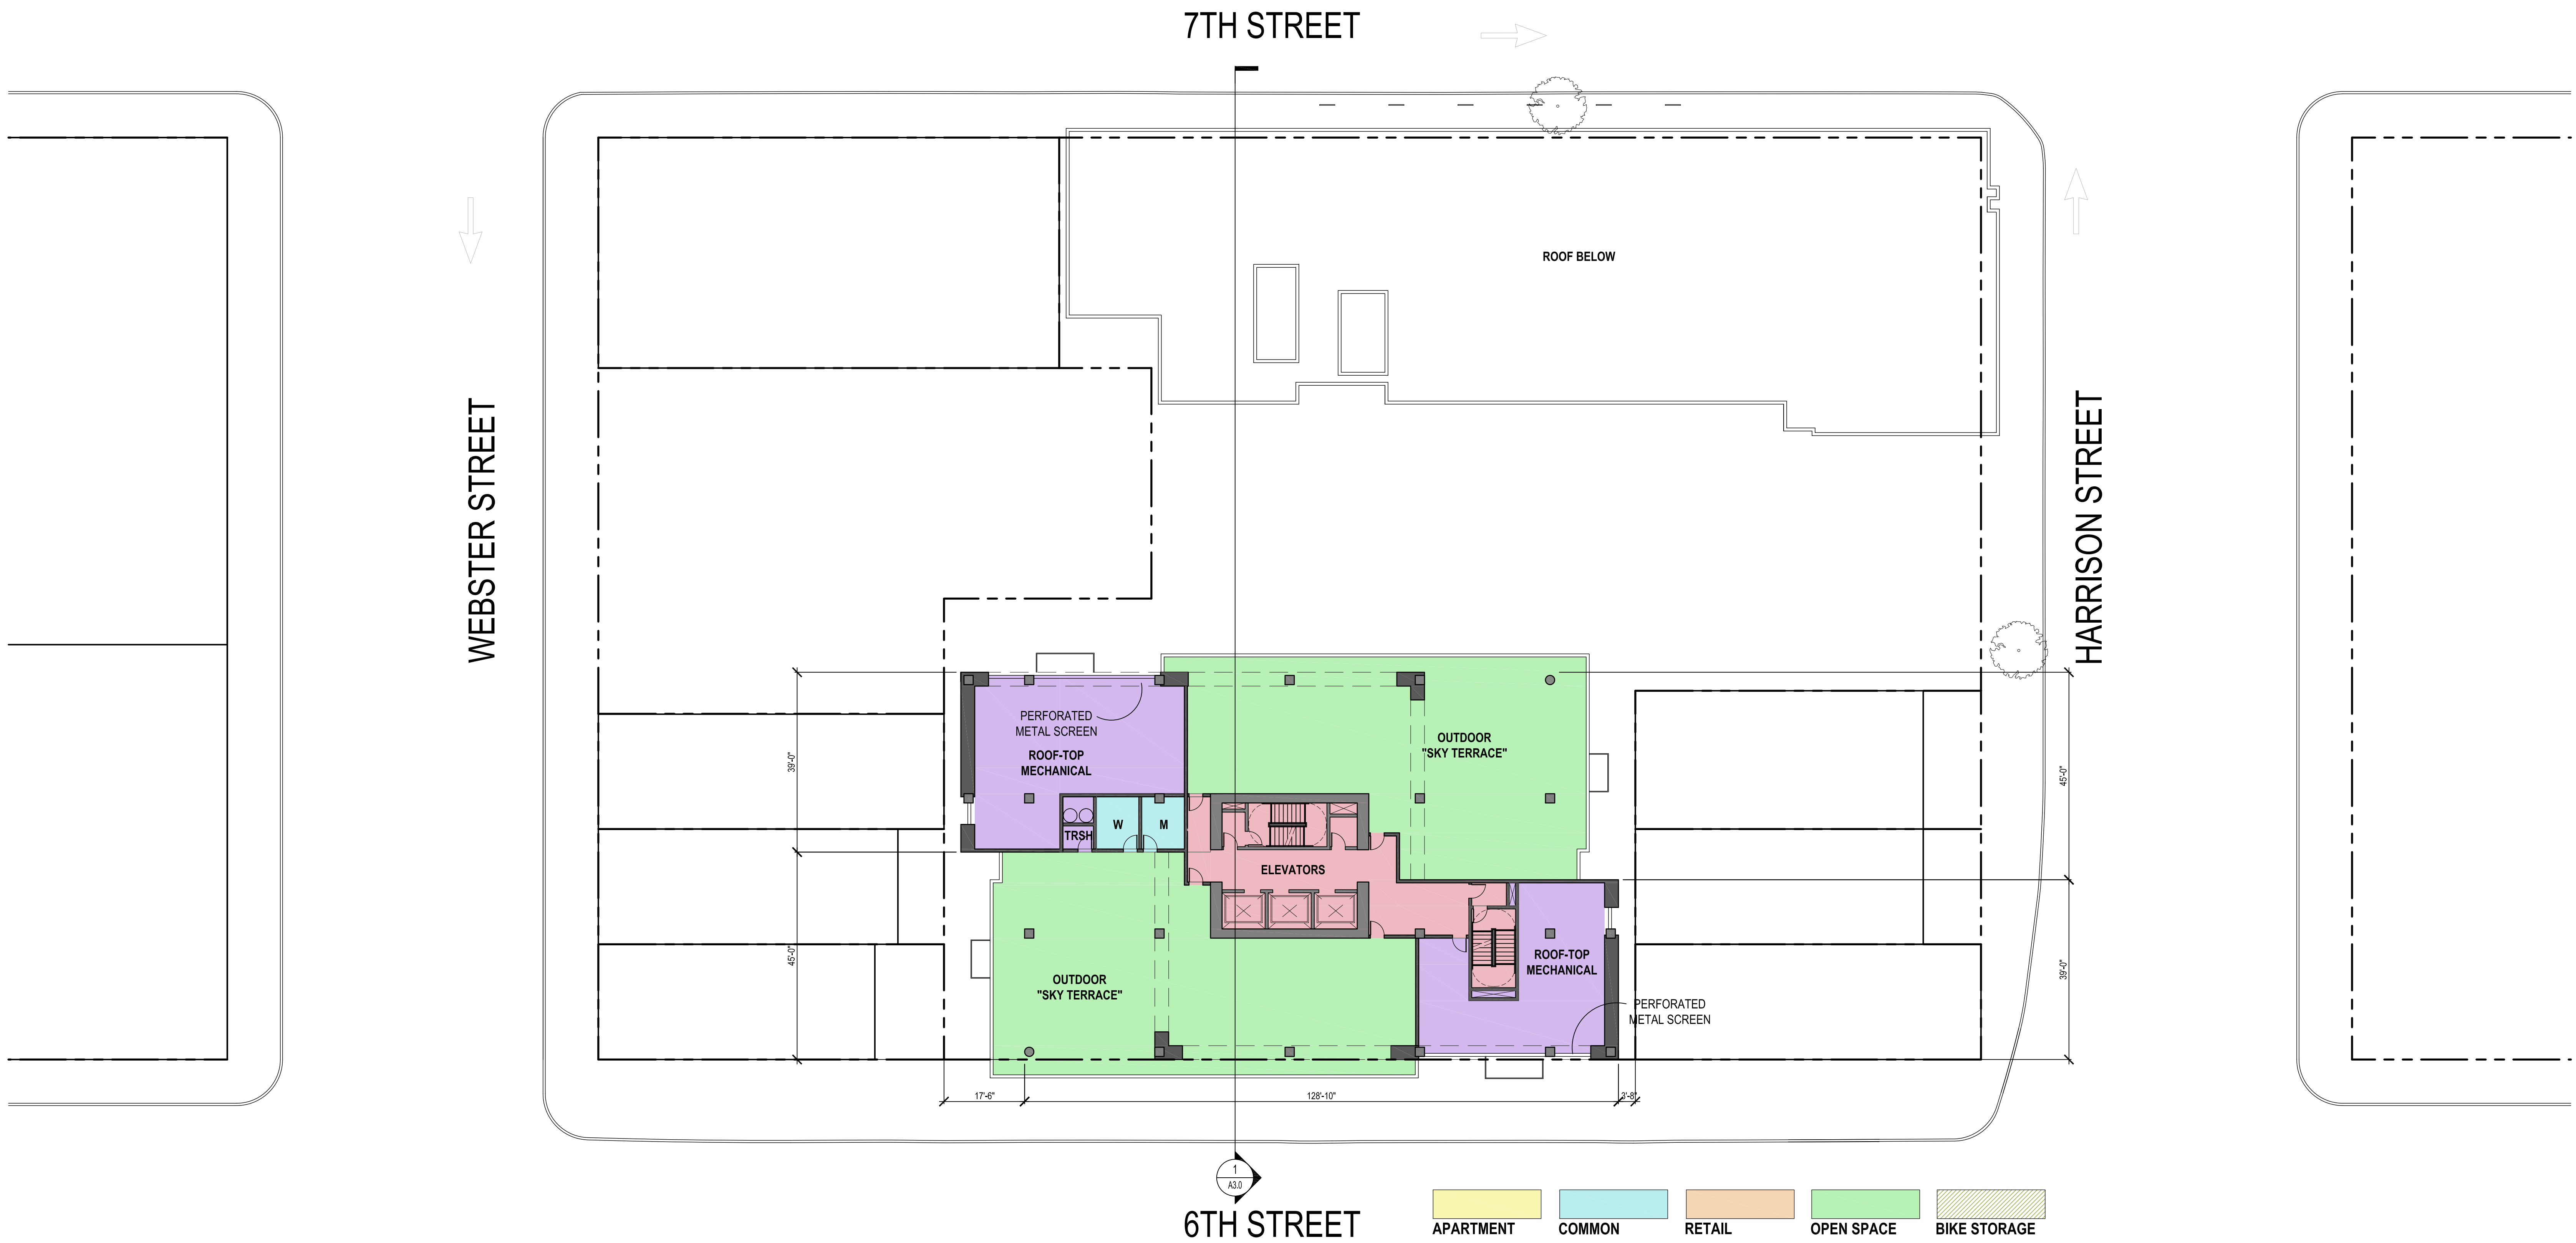 7TH STREET
ROOF BELOW
WEBSTER STREET
HARRISON STREET
PERFORATED
METAL SCREEN
ROOF-TOP
MECHANICAL
OUTDOOR
"SKY TERRACE"
39'-0"
45'-0"
TRSH
W
M
ELEVATORS
45'-0"
39'-0"
OUTDOOR
"SKY TERRACE"
ROOF-TOP
MECHANICAL
PERFORATED
METAL SCREEN
17'-6"
128'-10"
3'-8"
1
A3.0
6TH STREET
APARTMENT
COMMON
RETAIL
OPEN SPACE
BIKE STORAGE